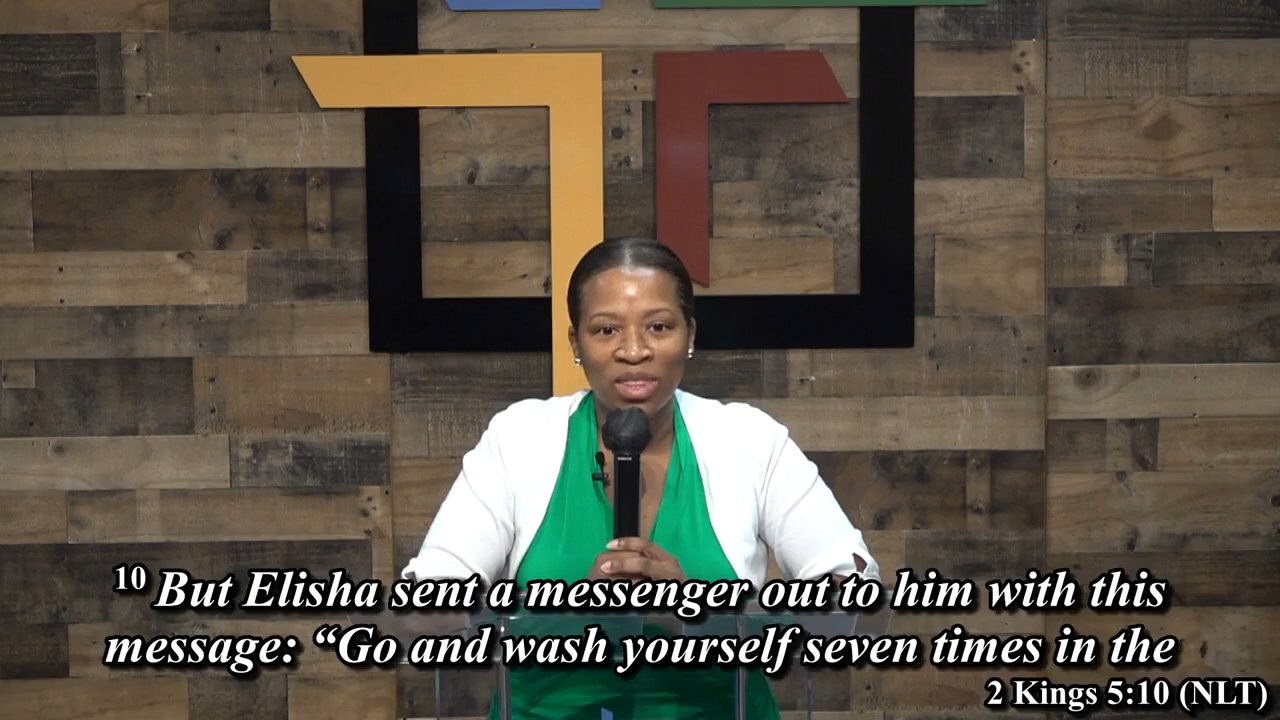 10 But Elisha sent a messenger out to him with this
message: “Go and wash yourself seven times in the
2 Kings 5:10 (NLT)